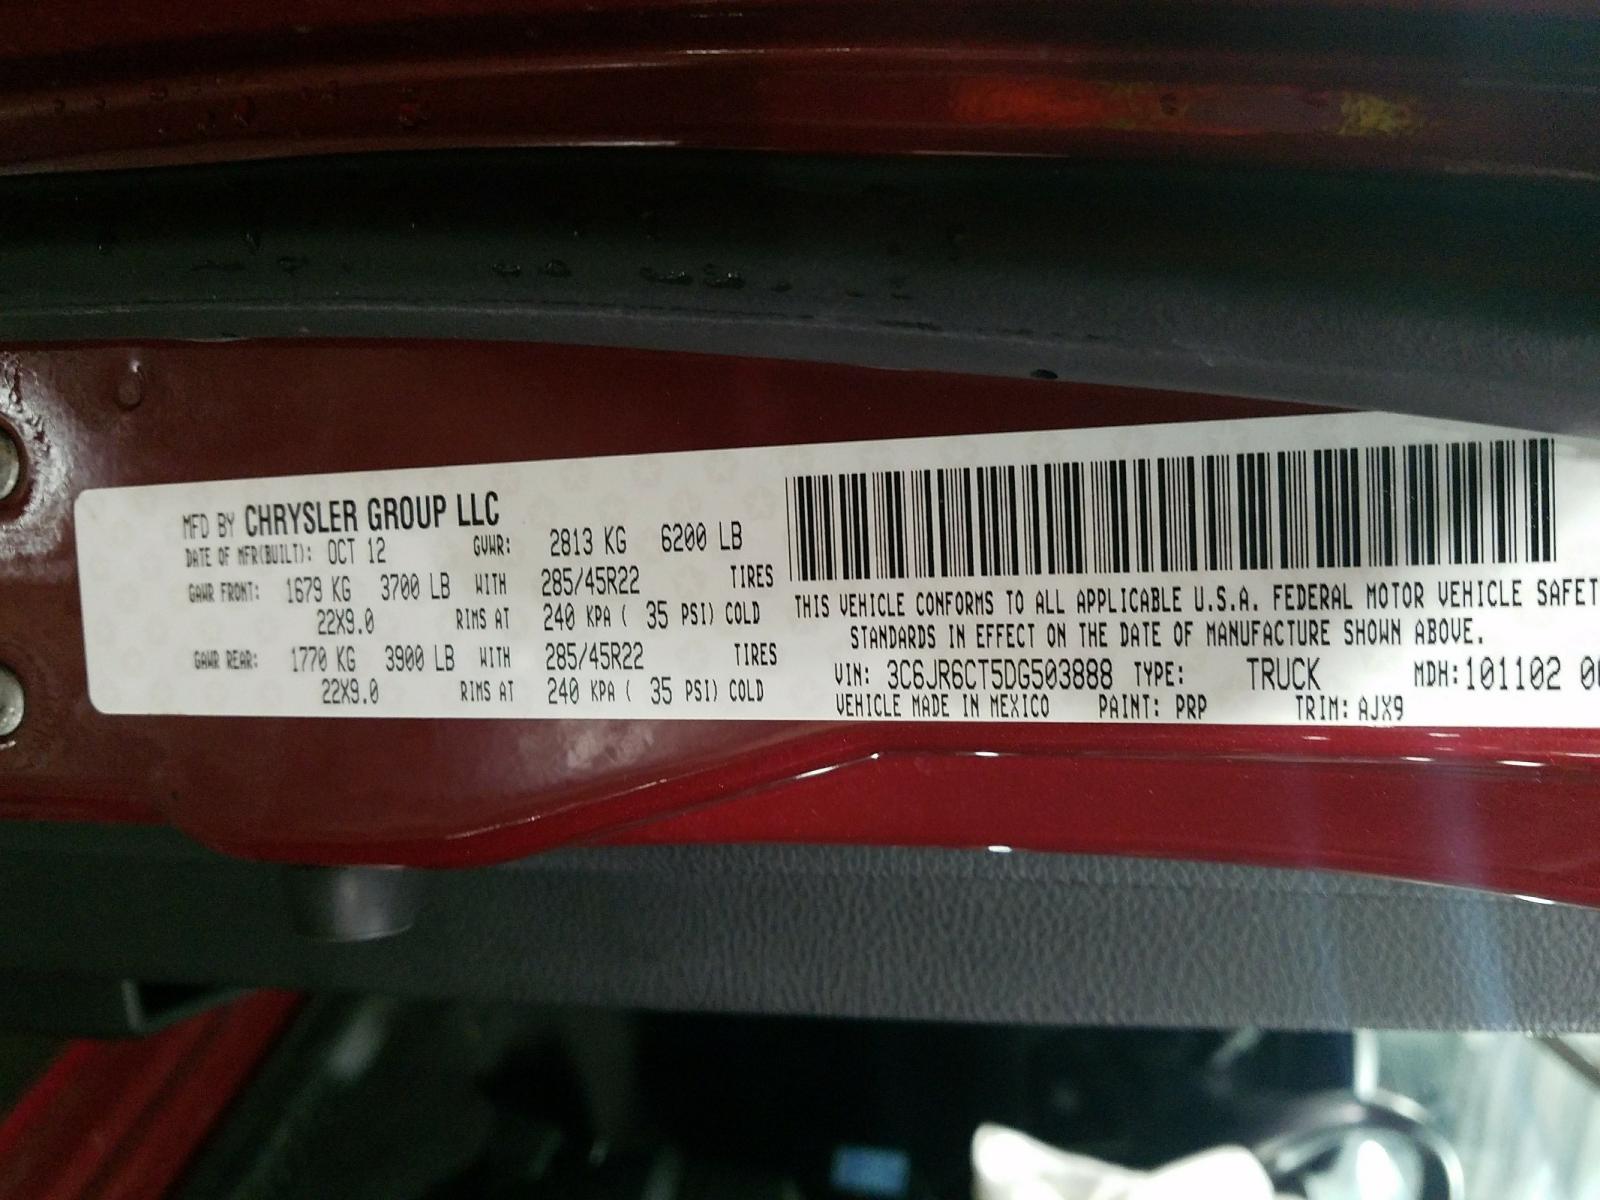 MFD BY CHRYSLER GROUP LLC
DATE OF MFR(BUILT): OCT 12 GVWR: 2813 KG 6200 LB
GAWR FRONT: 1679 KG 3700 LB WITH 285/45R22 TIRES
22X9.0 RIMS AT 240 KPA ( 35 PSI) COLD
GAWR REAR: 1770 KG 3900 LB WITH 285/45R22 TIRES
22X9.0 RIMS AT 240 KPA ( 35 PSI) COLD
THIS VEHICLE CONFORMS TO ALL APPLICABLE U.S.A. FEDERAL MOTOR VEHICLE SAFET
STANDARDS IN EFFECT ON THE DATE OF MANUFACTURE SHOWN ABOVE.
VIN: 3C6JR6CT5DG503888 TYPE: TRUCK MDH: 101102
VEHICLE MADE IN MEXICO PAINT: PRP TRIM: AJX9